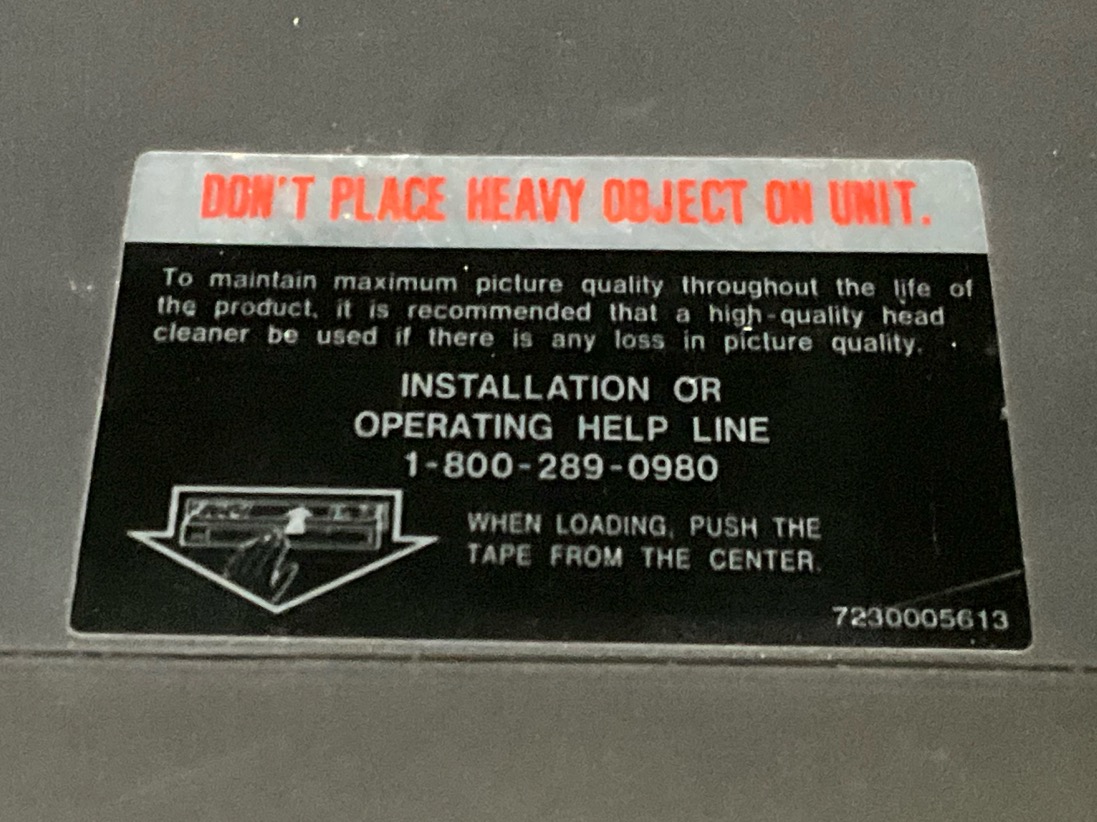 DON'T PLACE HEAVY OBJECT ON UNIT.
To maintain maximum picture quality throughout the life of
the product, it is recommended that a high-quality head
cleaner be used if there is any loss in picture quality.
INSTALLATION OR
OPERATING HELP LINE
1-800-289-0980
WHEN LOADING, PUSH THE
TAPE FROM THE CENTER.
7230005613